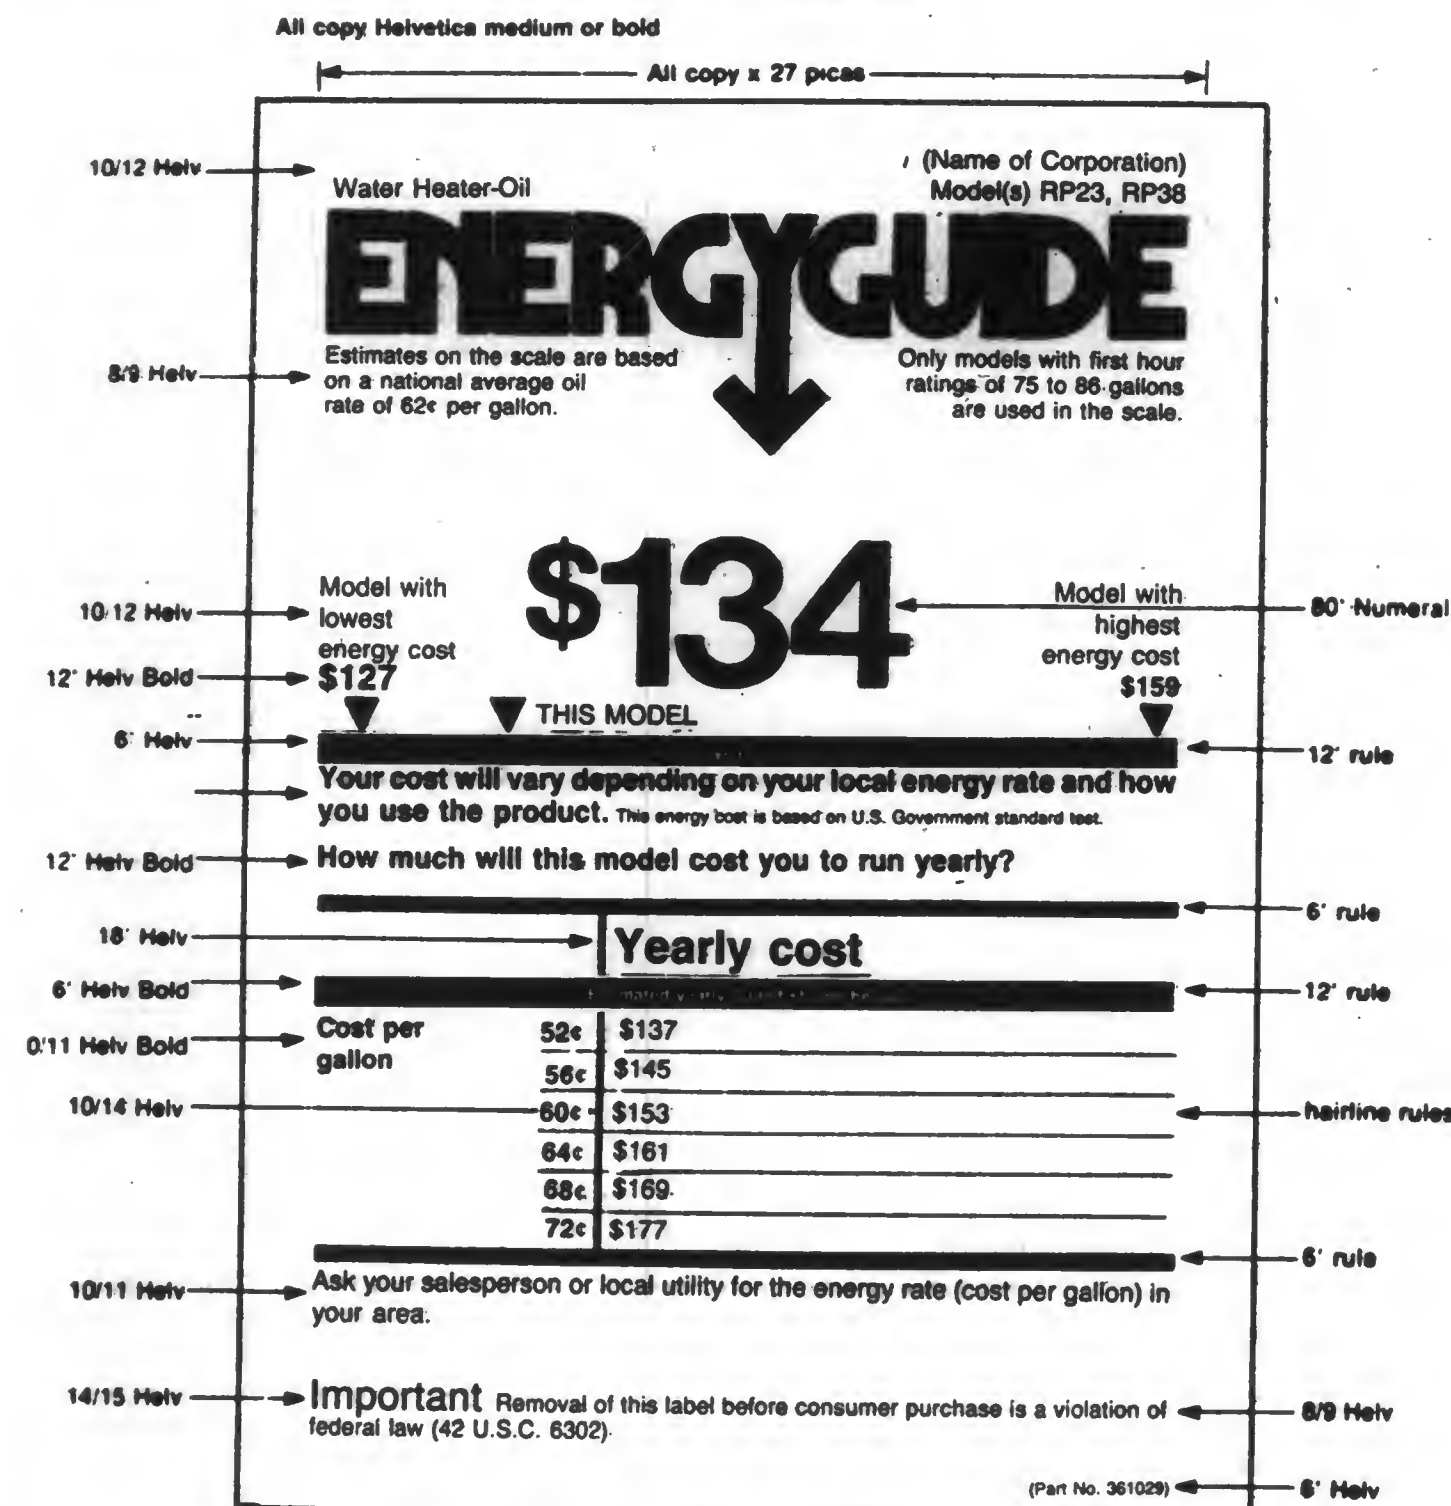 All copy Helvetica medium or bold
All copy x 27 picas
10/12 Helv
(Name of Corporation)
Water Heater-Oil
Model(s) RP23, RP38
ENERGYGUIDE
8/9 Helv
Estimates on the scale are based
on a national average oil
rate of 62¢ per gallon.
Only models with first hour
ratings of 75 to 86 gallons
are used in the scale.
$134
10/12 Helv
Model with
lowest
energy cost
$127
Model with
highest
energy cost
$159
80' Numeral
12' Helv Bold
THIS MODEL
6' Helv
12' rule
Your cost will vary depending on your local energy rate and how
you use the product. This energy cost is based on U.S. Government standard test.
12' Helv Bold
How much will this model cost you to run yearly?
6' rule
18' Helv
Yearly cost
6' Helv Bold
12' rule
0/11 Helv Bold
Cost per
gallon
52¢ $137
56¢ $145
10/14 Helv
60¢ $153
hairline rules
64¢ $161
68¢ $169
72¢ $177
6' rule
10/11 Helv
Ask your salesperson or local utility for the energy rate (cost per gallon) in
your area.
14/15 Helv
Important Removal of this label before consumer purchase is a violation of
federal law (42 U.S.C. 6302)
8/9 Helv
(Part No. 361029)
6' Helv